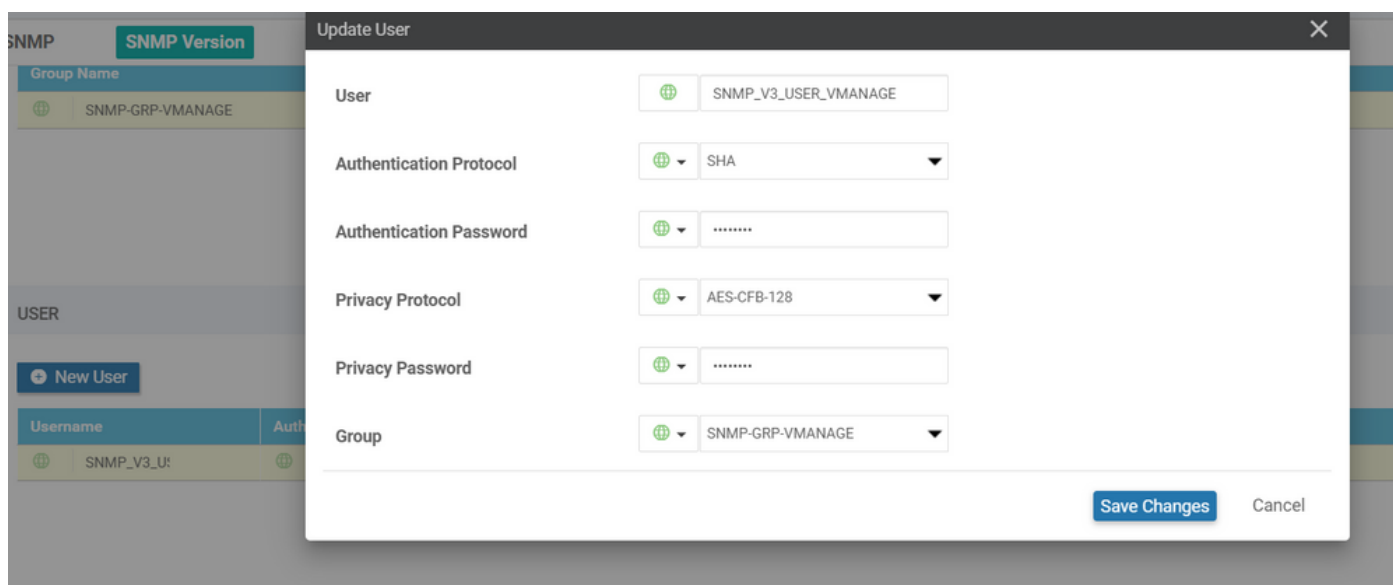 SNMP
SNMP Version
Group Name
SNMP-GRP-VMANAGE
USER
New User
Username
Auth
SNMP_V3_U
Update User
User
SNMP_V3_USER_VMANAGE
Authentication Protocol
SHA
Authentication Password
••••••••
Privacy Protocol
AES-CFB-128
Privacy Password
••••••••
Group
SNMP-GRP-VMANAGE
Save Changes
Cancel